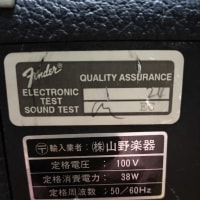 Fender
QUALITY ASSURANCE
ELECTRONIC
TEST
SOUND TEST
〒輸入業者：(株)山野楽器
定格電圧： 100V
定格消費電力： 38W
定格周波数： 50/60Hz